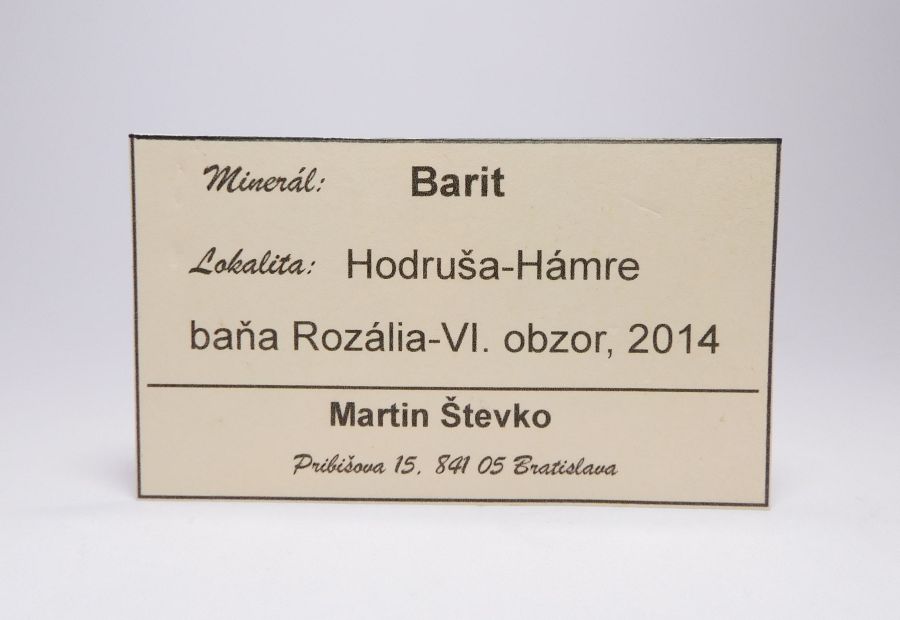 Minerál: Barit
Lokalita: Hodruša-Hámre
baňa Rozália-VI. obzor, 2014
Martin Števko
Pribišova 15, 841 05 Bratislava